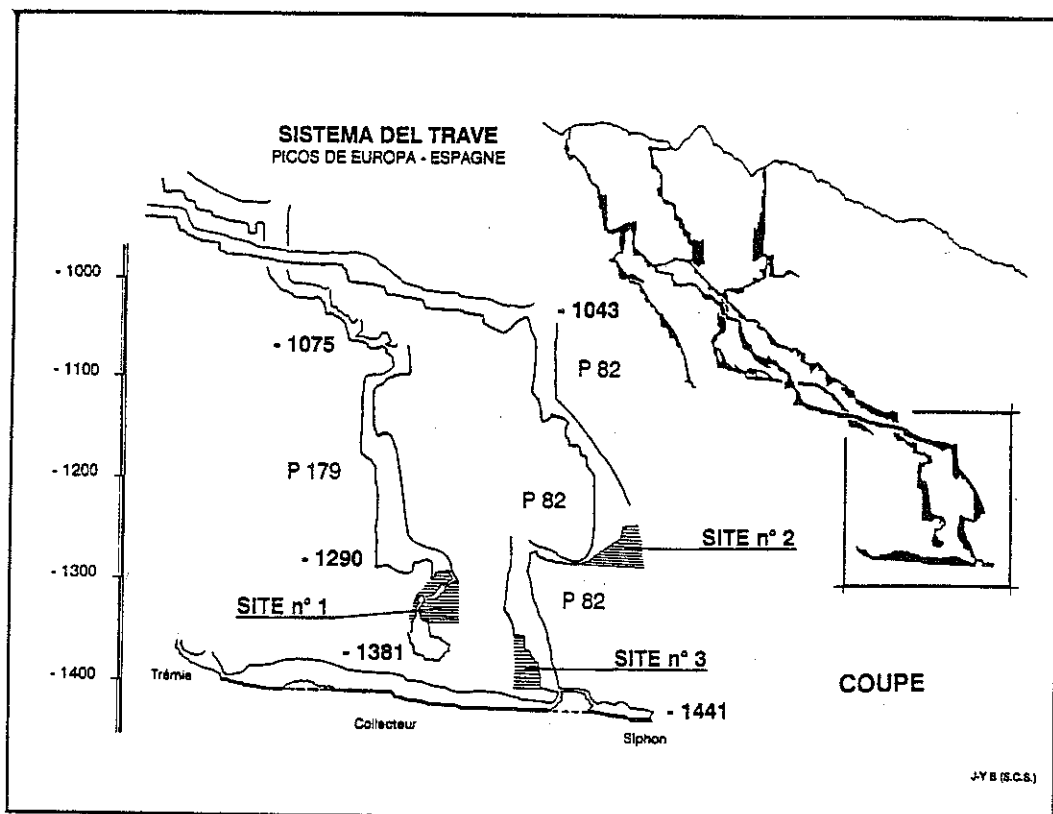 SISTEMA DEL TRAVE
PICOS DE EUROPA - ESPAGNE
- 1000
- 1043
- 1075
P 82
- 1100
P 179
- 1200
P 82
SITE n° 2
- 1290
- 1300
P 82
SITE n° 1
- 1381
SITE n° 3
- 1400
Trémie
COUPE
- 1441
Collecteur
Siphon
J-Y B (S.C.S.)